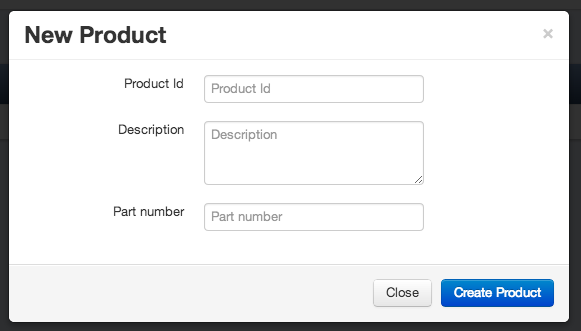 New Product
×
Product Id
Product Id
Description
Description
Part number
Part number
Close
Create Product